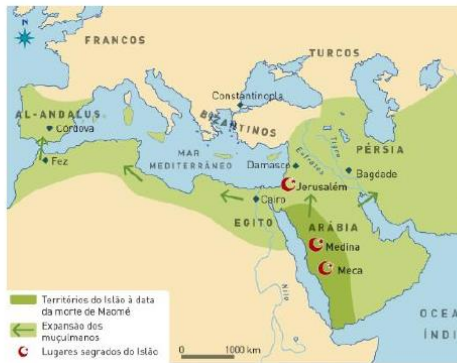 N
FRANCOS
TURCOS
Constantinopla
BIZANTINOS
AL-ANDALUS
Córdova
MAR
MEDITERRÂNEO
Fez
Damasco
Eufrates
Tigre
PÉRSIA
Bagdade
Jerusalém
Cairo
EGITO
ARÁBIA
Medina
Meca
Nilo
OCEA
ÍNDI
Territórios do Islão à data
da morte de Maomé
Expansão dos
muçulmanos
Lugares sagrados do Islão
0 1000 km